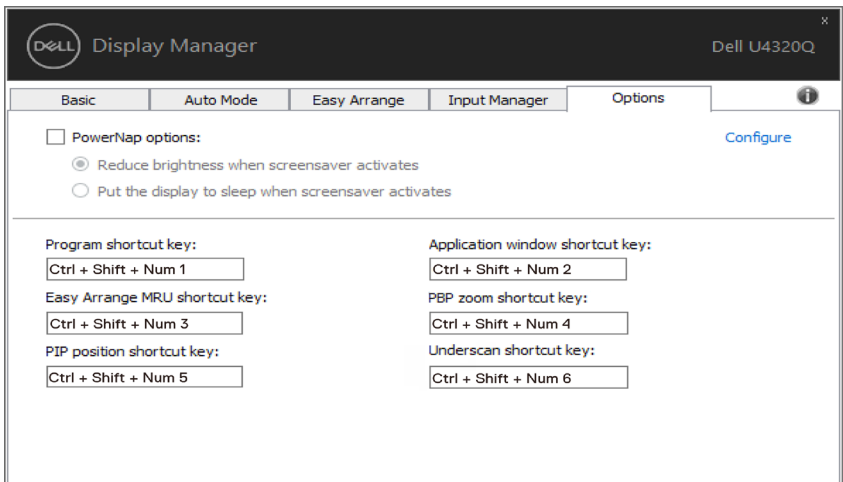 x
DELL Display Manager Dell U4320Q
Basic Auto Mode Easy Arrange Input Manager Options i
PowerNap options: Configure
Reduce brightness when screensaver activates
Put the display to sleep when screensaver activates
Program shortcut key: Application window shortcut key:
Ctrl + Shift + Num 1 Ctrl + Shift + Num 2
Easy Arrange MRU shortcut key: PBP zoom shortcut key:
Ctrl + Shift + Num 3 Ctrl + Shift + Num 4
PIP position shortcut key: Underscan shortcut key:
Ctrl + Shift + Num 5 Ctrl + Shift + Num 6